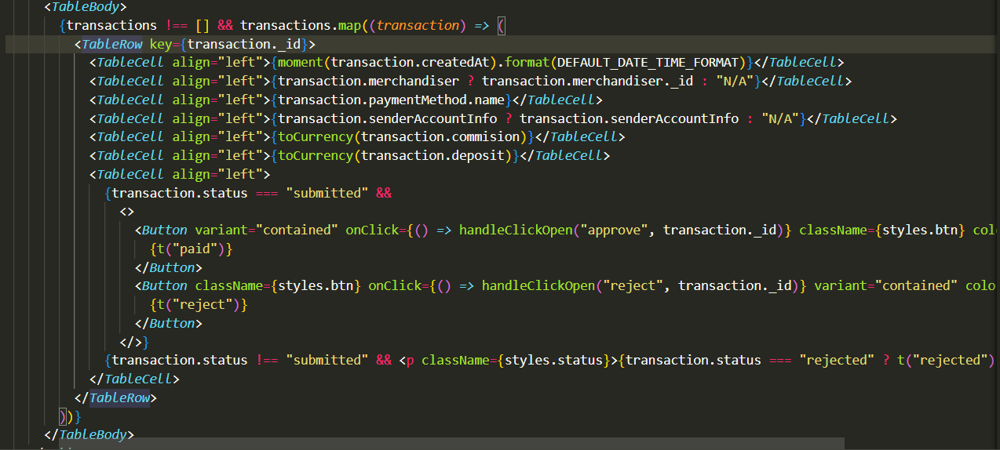 <TableBody>
{transactions !== [] && transactions.map((transaction) => (
<TableRow key={transaction._id}>
<TableCell align="left">{moment(transaction.createdAt).format(DEFAULT_DATE_TIME_FORMAT)}</TableCell>
<TableCell align="left">{transaction.merchandiser ? transaction.merchandiser._id : "N/A"}</TableCell>
<TableCell align="left">{transaction.paymentMethod.name}</TableCell>
<TableCell align="left">{transaction.senderAccountInfo ? transaction.senderAccountInfo : "N/A"}</TableCell>
<TableCell align="left">{toCurrency(transaction.commision)}</TableCell>
<TableCell align="left">{toCurrency(transaction.deposit)}</TableCell>
<TableCell align="left">
{transaction.status === "submitted" &&
<>
<Button variant="contained" onClick={() => handleClickOpen("approve", transaction._id)} className={styles.btn} col
{t("paid")}
</Button>
<Button className={styles.btn} onClick={() => handleClickOpen("reject", transaction._id)} variant="contained" colo
{t("reject")}
</Button>
</>}
{transaction.status !== "submitted" && <p className={styles.status}>{transaction.status === "rejected" ? t("rejected")
</TableCell>
</TableRow>
))}
</TableBody>